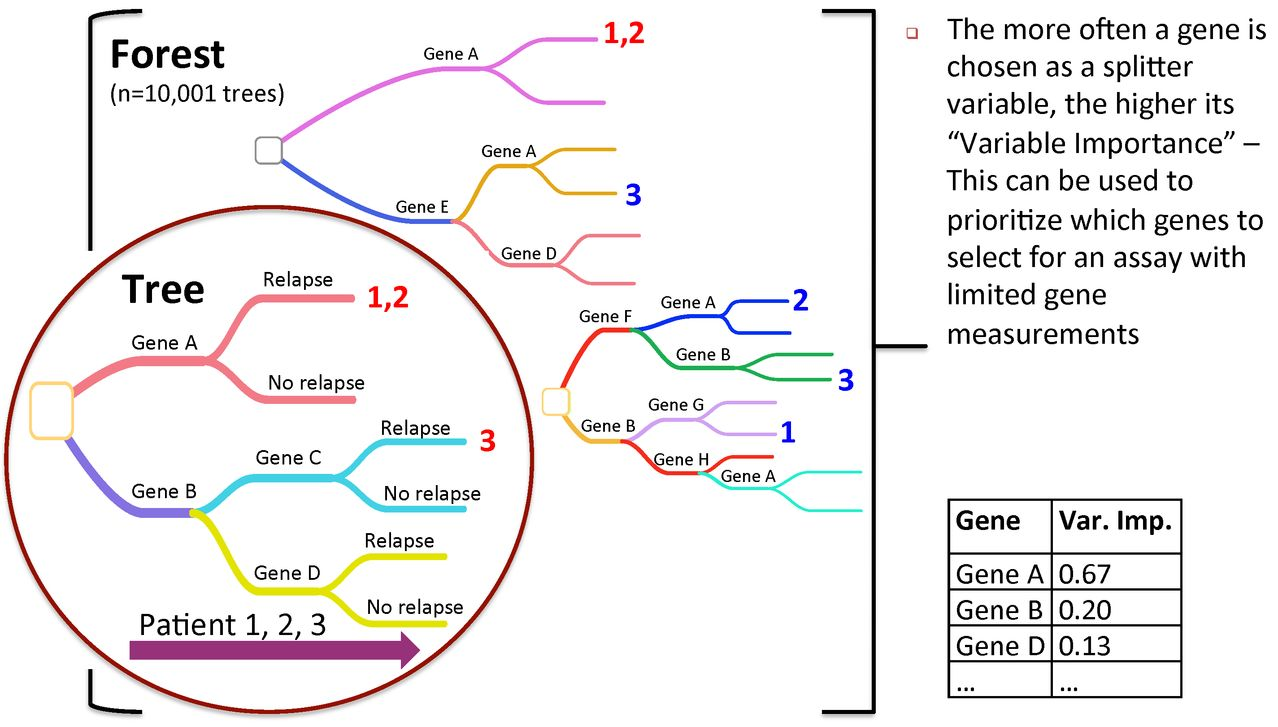 Forest
(n=10,001 trees)
Gene A
1,2
Gene A
3
Gene E
Gene D
Tree
Relapse
1,2
Gene A
No relapse
Relapse
3
Gene C
Gene B
No relapse
Relapse
Gene D
No relapse
Patient 1, 2, 3
Gene A
2
Gene F
Gene B
3
Gene G
Gene B
1
Gene H
Gene A
The more often a gene is
chosen as a splitter
variable, the higher its
“Variable Importance” –
This can be used to
prioritize which genes to
select for an assay with
limited gene
measurements
Gene Var. Imp.
Gene A 0.67
Gene B 0.20
Gene D 0.13
... ...